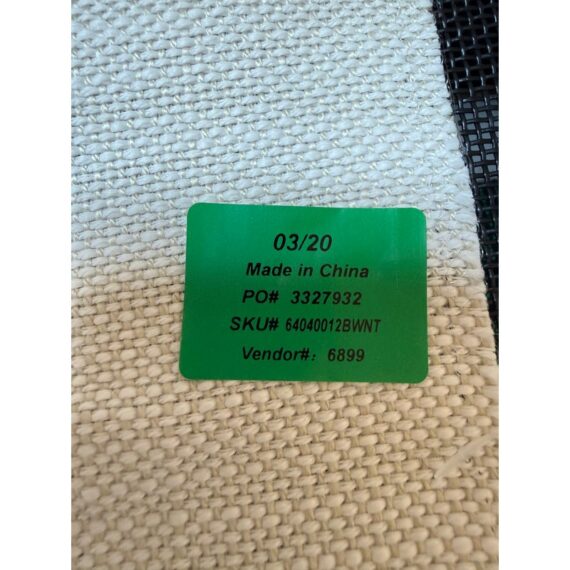 03/20
Made in China
PO# 3327932
SKU# 64040012BWNT
Vendor#: 6899